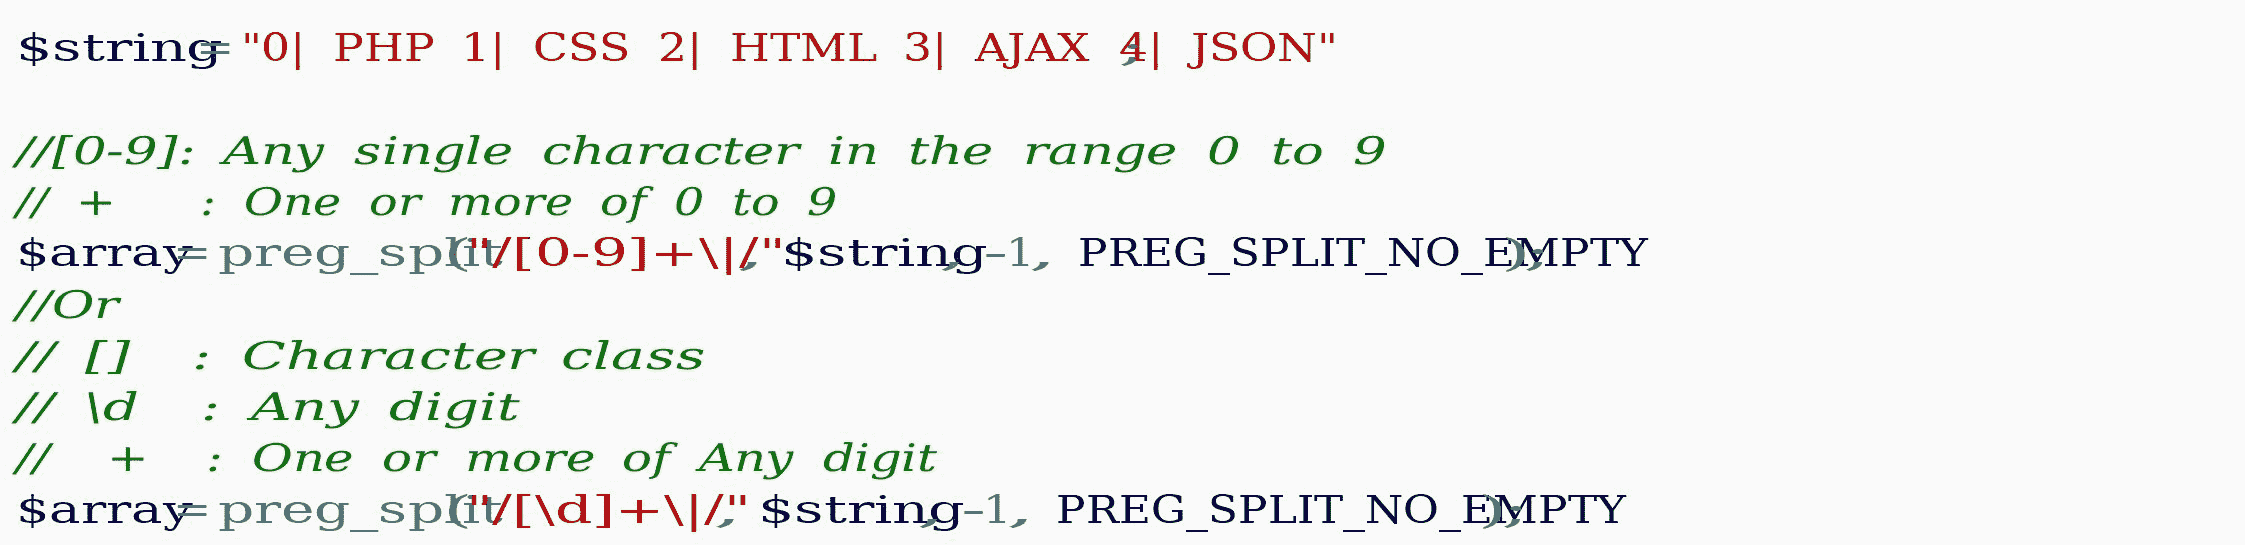 $string = "0| PHP 1| CSS 2| HTML 3| AJAX 4| JSON";
//[0-9]: Any single character in the range 0 to 9
// + : One or more of 0 to 9
$array = preg_split("/[0-9]+\|/", $string, -1, PREG_SPLIT_NO_EMPTY);
//Or
// [] : Character class
// \d : Any digit
// + : One or more of Any digit
$array = preg_split("/[\d]+\|/", $string, -1, PREG_SPLIT_NO_EMPTY);